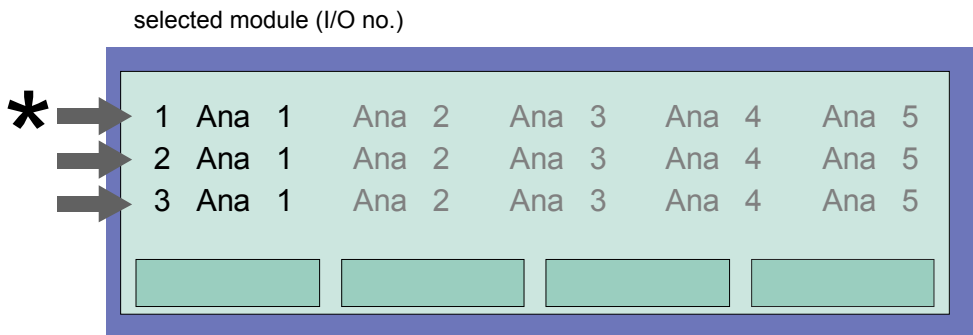 selected module (I/O no.)
* 1 Ana 1 Ana 2 Ana 3 Ana 4 Ana 5
2 Ana 1 Ana 2 Ana 3 Ana 4 Ana 5
3 Ana 1 Ana 2 Ana 3 Ana 4 Ana 5